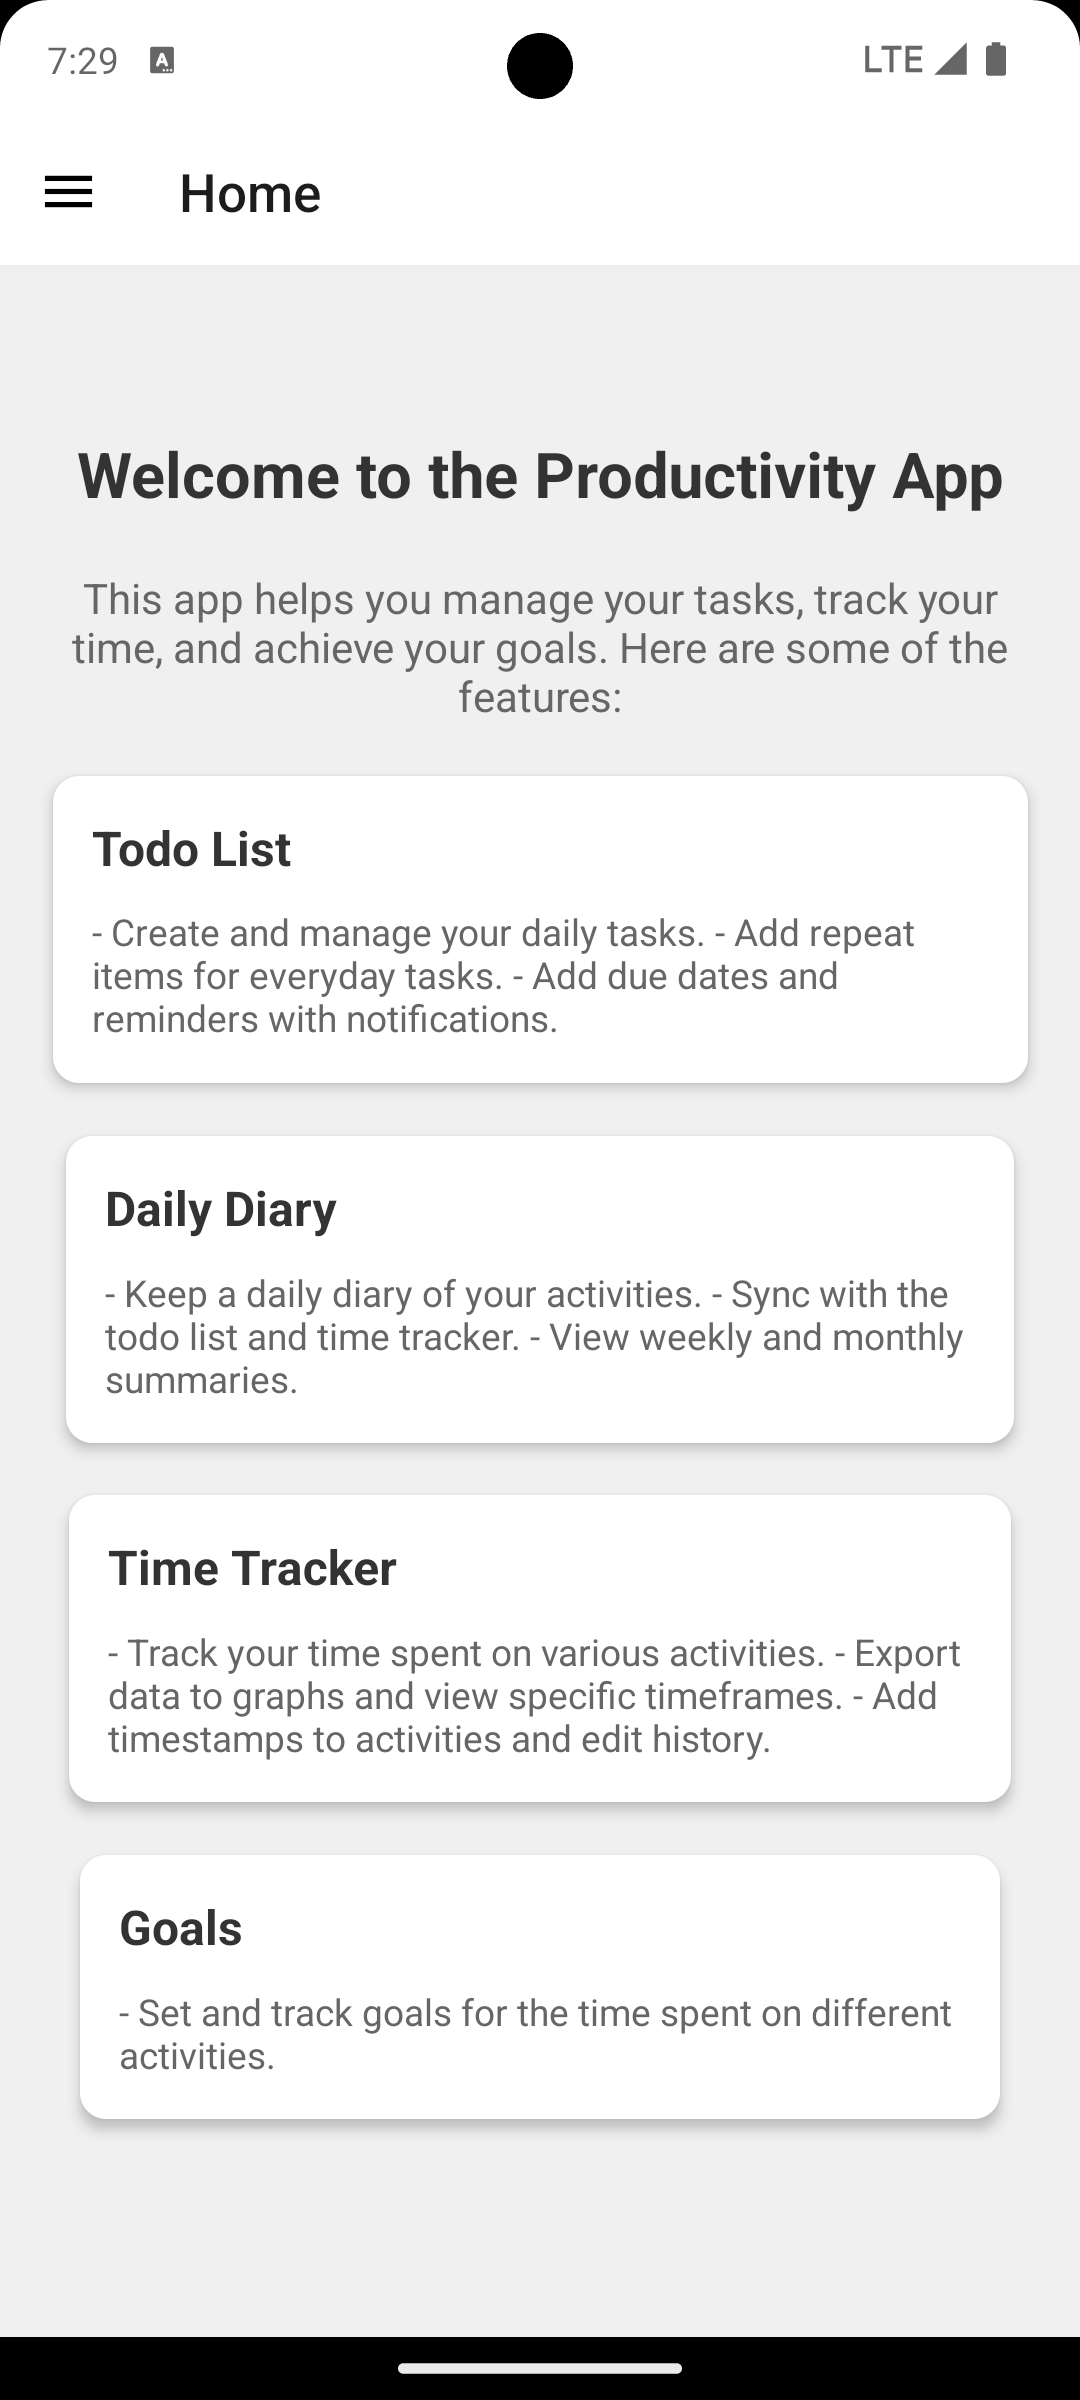 7:29
LTE
Home
Welcome to the Productivity App
This app helps you manage your tasks, track your
time, and achieve your goals. Here are some of the
features:
Todo List
- Create and manage your daily tasks. - Add repeat
items for everyday tasks. - Add due dates and
reminders with notifications.
Daily Diary
- Keep a daily diary of your activities. - Sync with the
todo list and time tracker. - View weekly and monthly
summaries.
Time Tracker
- Track your time spent on various activities. - Export
data to graphs and view specific timeframes. - Add
timestamps to activities and edit history.
Goals
- Set and track goals for the time spent on different
activities.